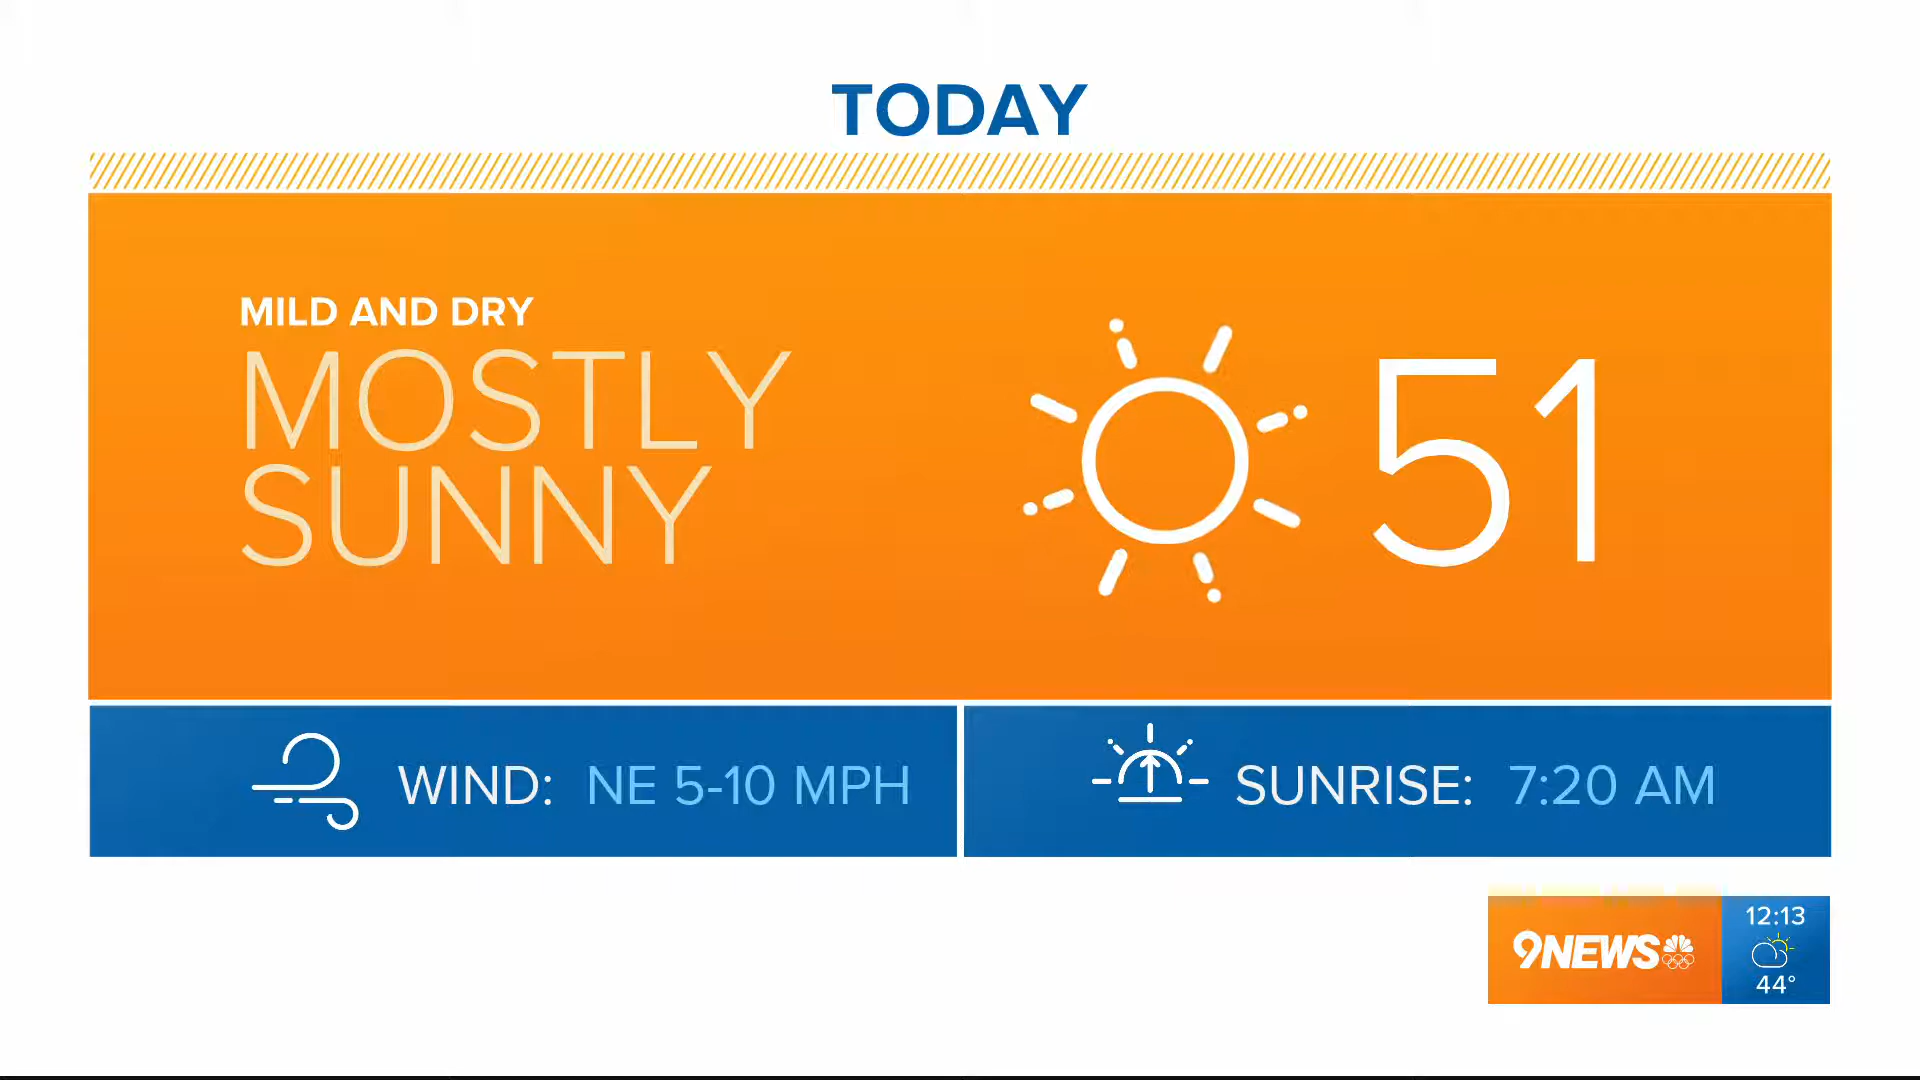 TODAY
MILD AND DRY
MOSTLY
SUNNY
51
WIND: NE 5-10 MPH
SUNRISE: 7:20 AM
9NEWS
12:13
44°